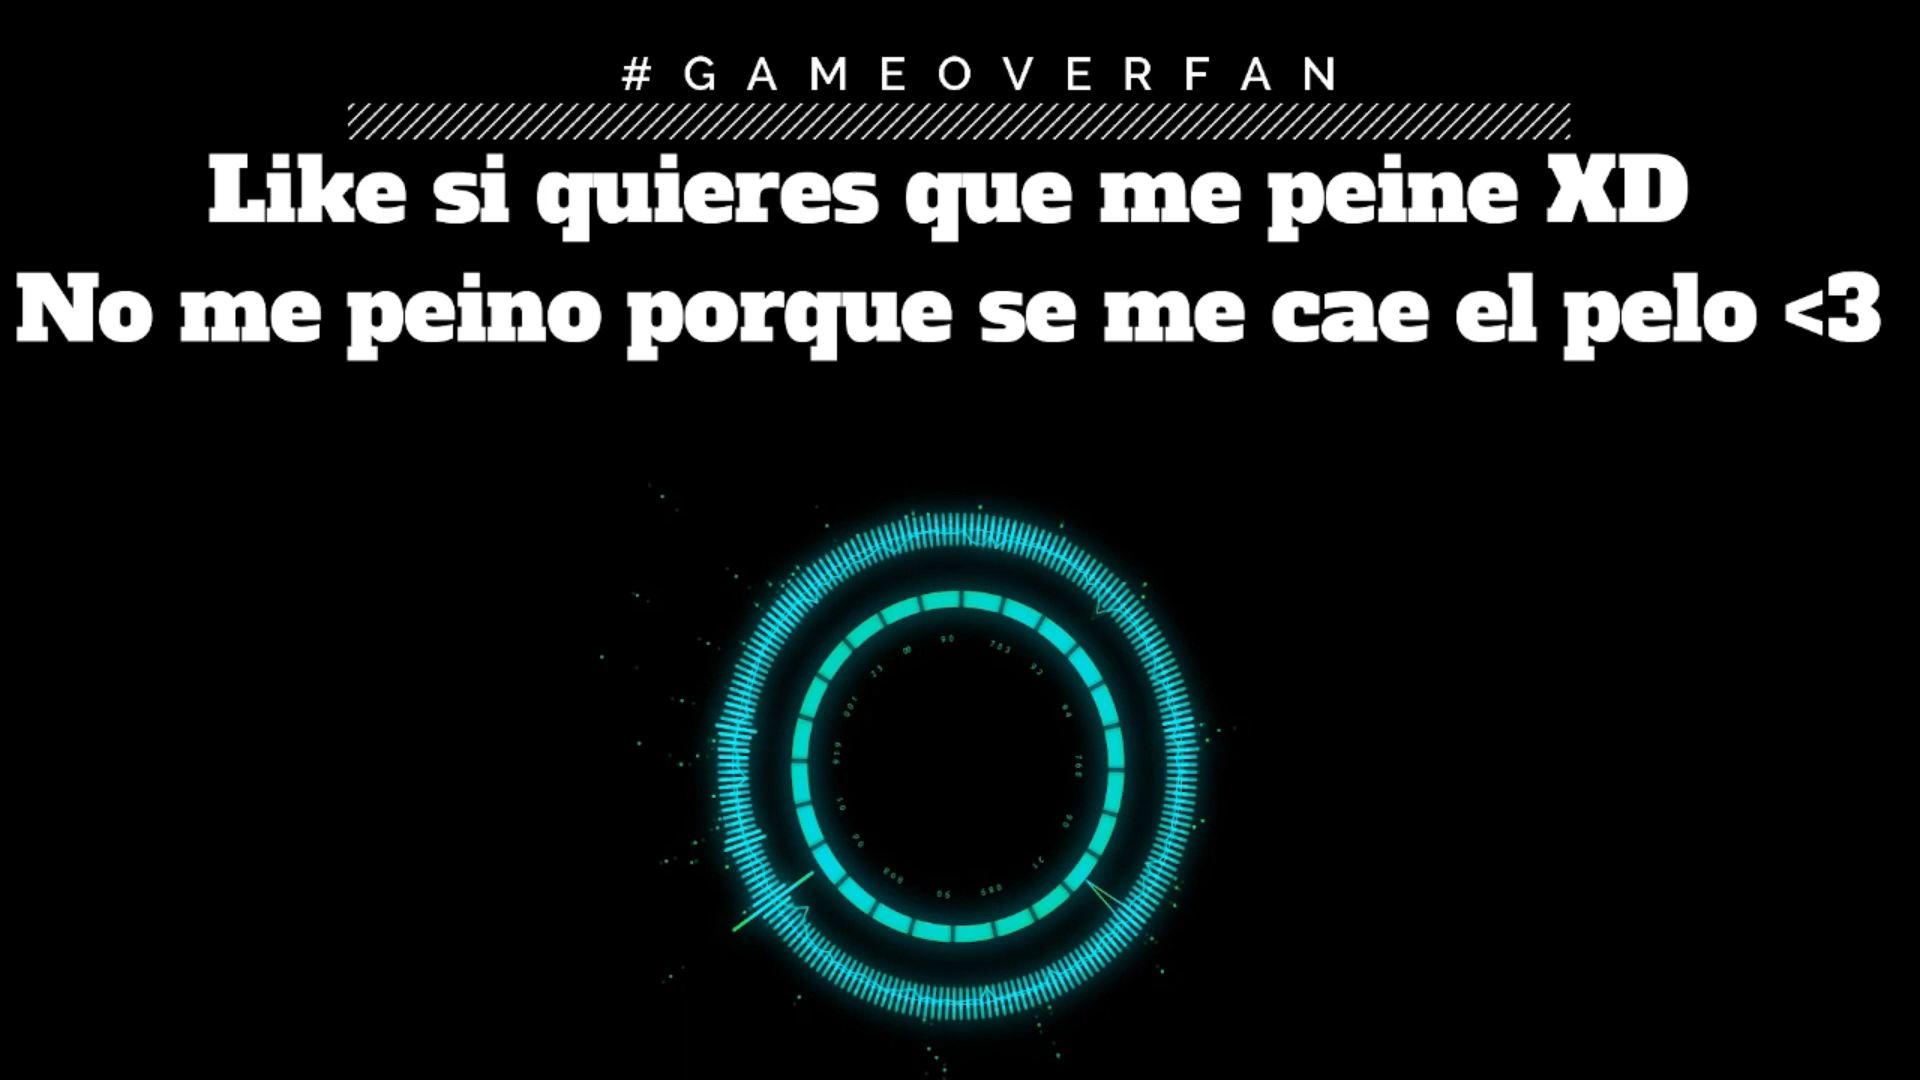 #GAMEOVERFAN
Like si quieres que me peine XD
No me peino porque se me cae el pelo <3